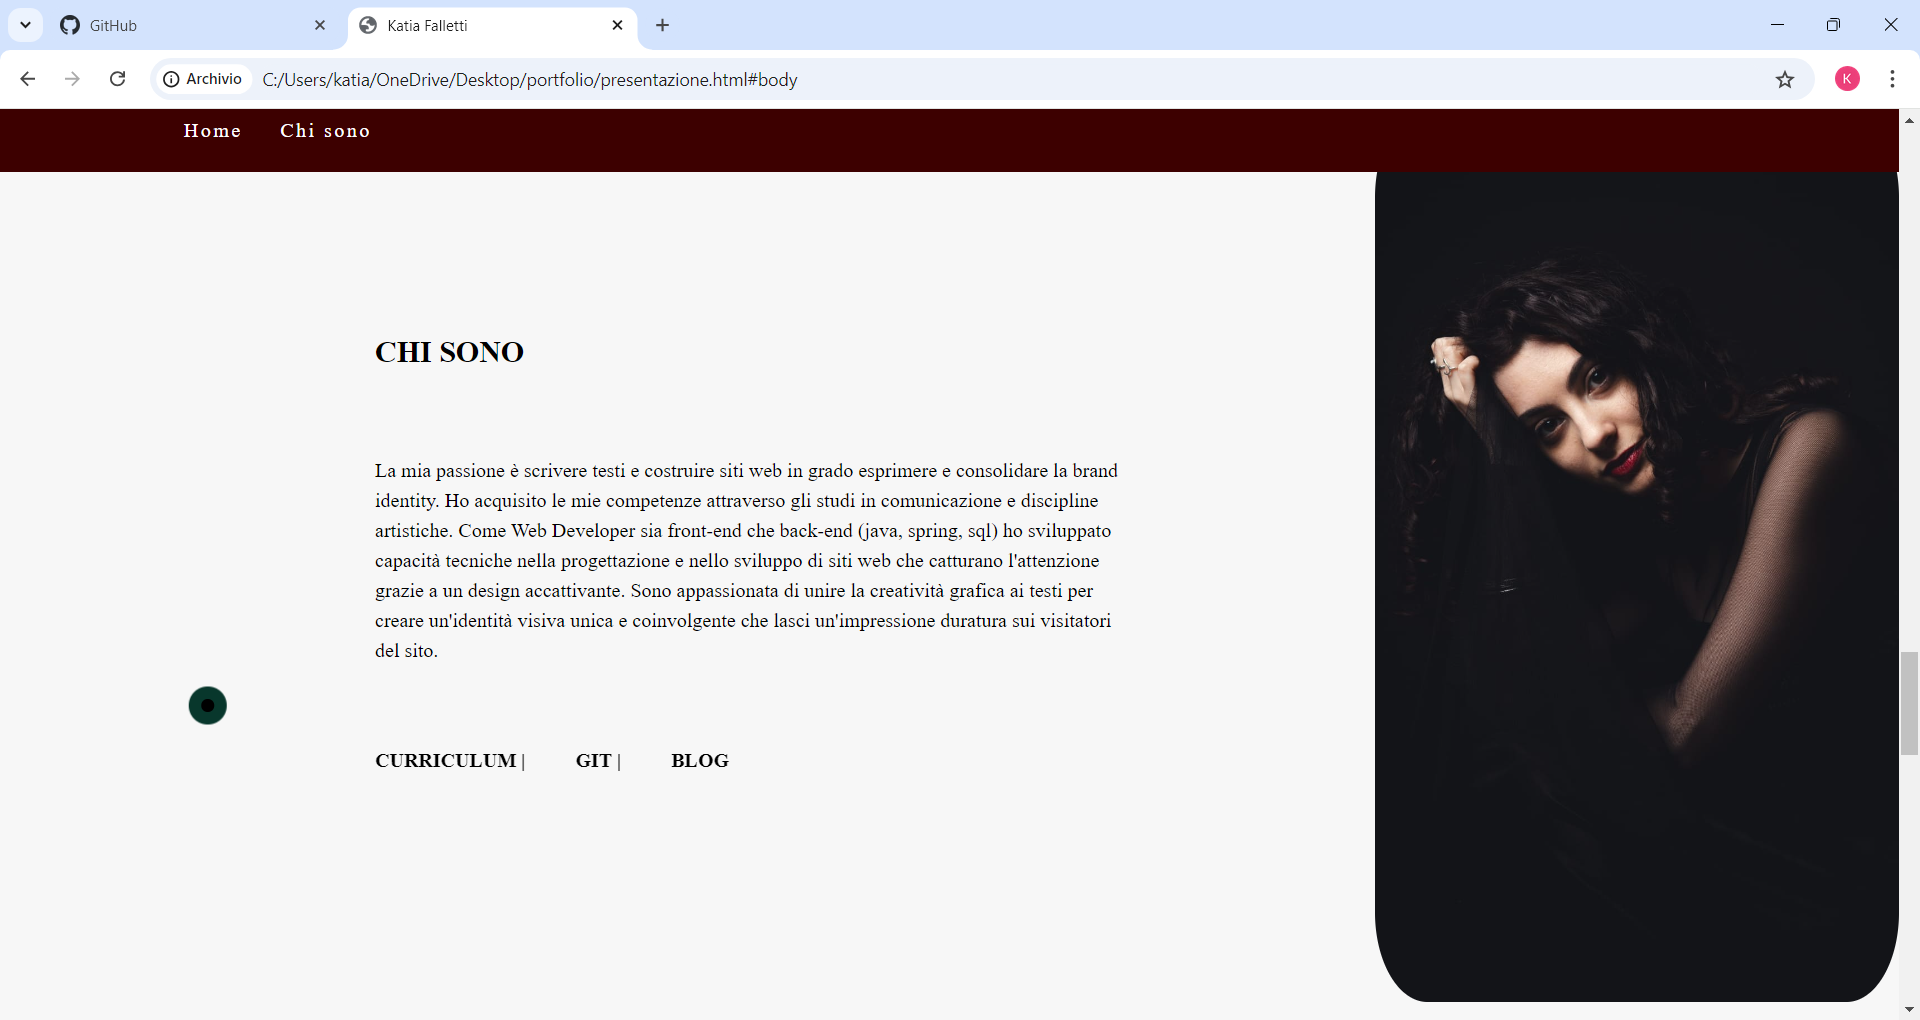 GitHub
Katia Falletti
Archivio
C:/Users/katia/OneDrive/Desktop/portfolio/presentazione.html#body
K
Home
Chi sono
CHI SONO
La mia passione è scrivere testi e costruire siti web in grado esprimere e consolidare la brand
identity. Ho acquisito le mie competenze attraverso gli studi in comunicazione e discipline
artistiche. Come Web Developer sia front-end che back-end (java, spring, sql) ho sviluppato
capacità tecniche nella progettazione e nello sviluppo di siti web che catturano l'attenzione
grazie a un design accattivante. Sono appassionata di unire la creatività grafica ai testi per
creare un'identità visiva unica e coinvolgente che lasci un'impressione duratura sui visitatori
del sito.
CURRICULUM | GIT | BLOG